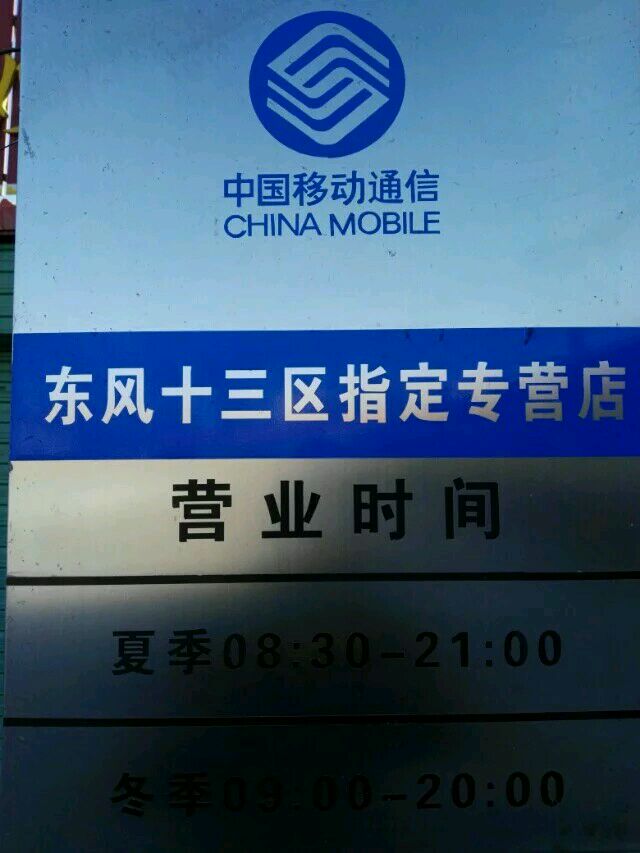 中国移动通信
CHINA MOBILE
东风十三区指定专营店
营业时间
夏季08:30-21:00
冬季09:00-20:00